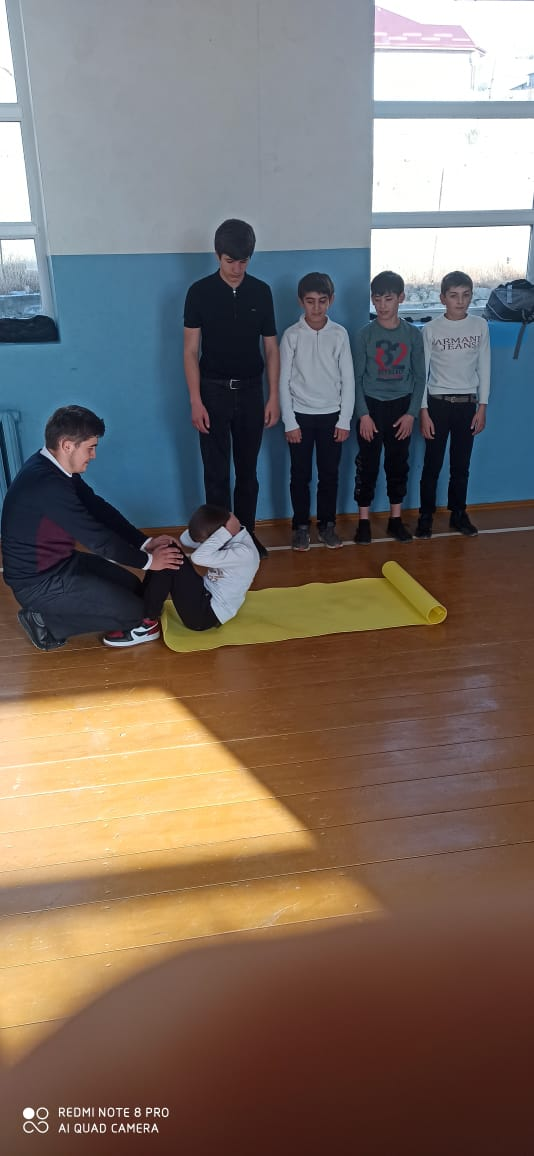 32
ARMANI
JEANS
REDMI NOTE 8 PRO
AI QUAD CAMERA